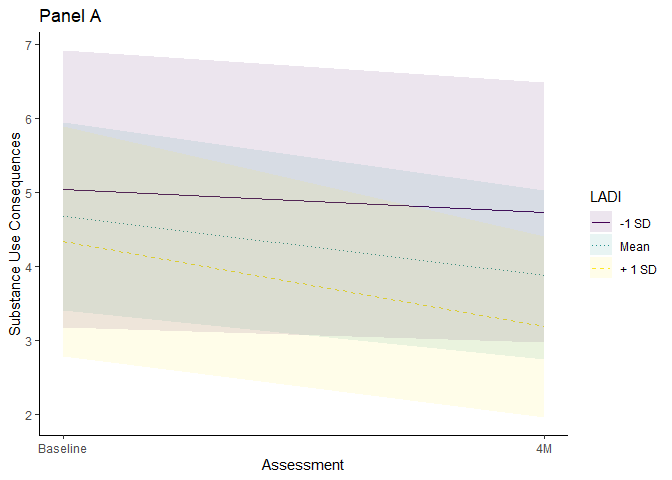 Panel A
7
6
5
4
3
2
Substance Use Consequences
Baseline
4M
Assessment
LADI
-1 SD
Mean
+ 1 SD